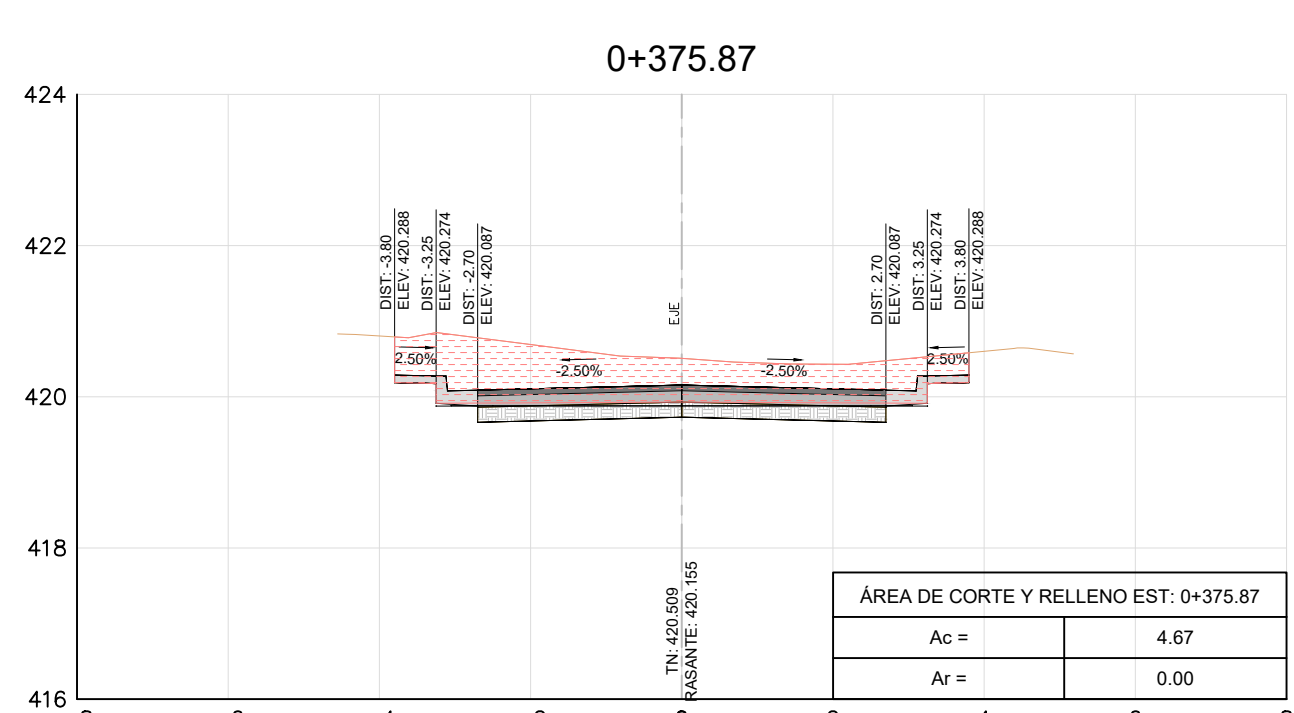 0+375.87
424
422
420
418
416
DIST: -3.80
ELEV: 420.288
DIST: -3.25
ELEV: 420.274
DIST: -2.70
ELEV: 420.087
EJE
DIST: 2.70
ELEV: 420.087
DIST: 3.25
ELEV: 420.274
DIST: 3.80
ELEV: 420.288
2.50%
-2.50%
-2.50%
2.50%
TN: 420.509
RASANTE: 420.155
ÁREA DE CORTE Y RELLENO EST: 0+375.87
Ac = 4.67
Ar = 0.00